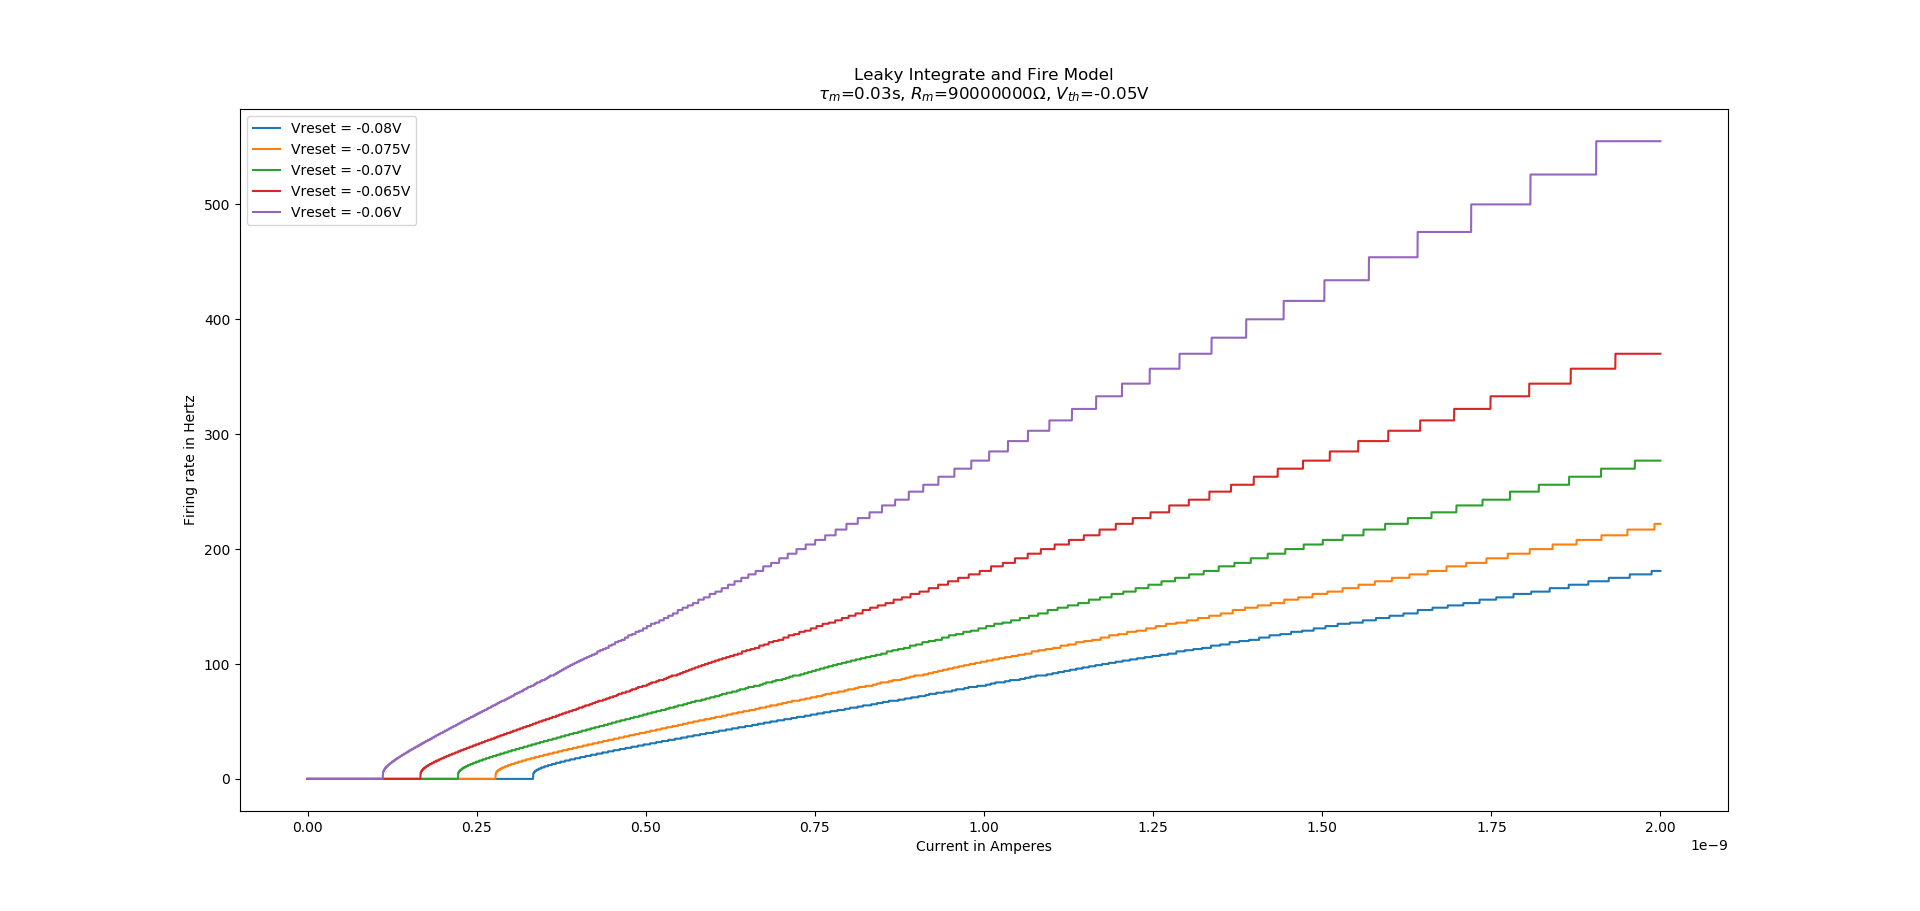 Leaky Integrate and Fire Model
τm=0.03s, Rm=90000000Ω, Vth=-0.05V
Vreset = -0.08V
Vreset = -0.075V
Vreset = -0.07V
Vreset = -0.065V
Vreset = -0.06V
500
400
300
200
100
0
Firing rate in Hertz
0.00 0.25 0.50 0.75 1.00 1.25 1.50 1.75 2.00
Current in Amperes
1e−9